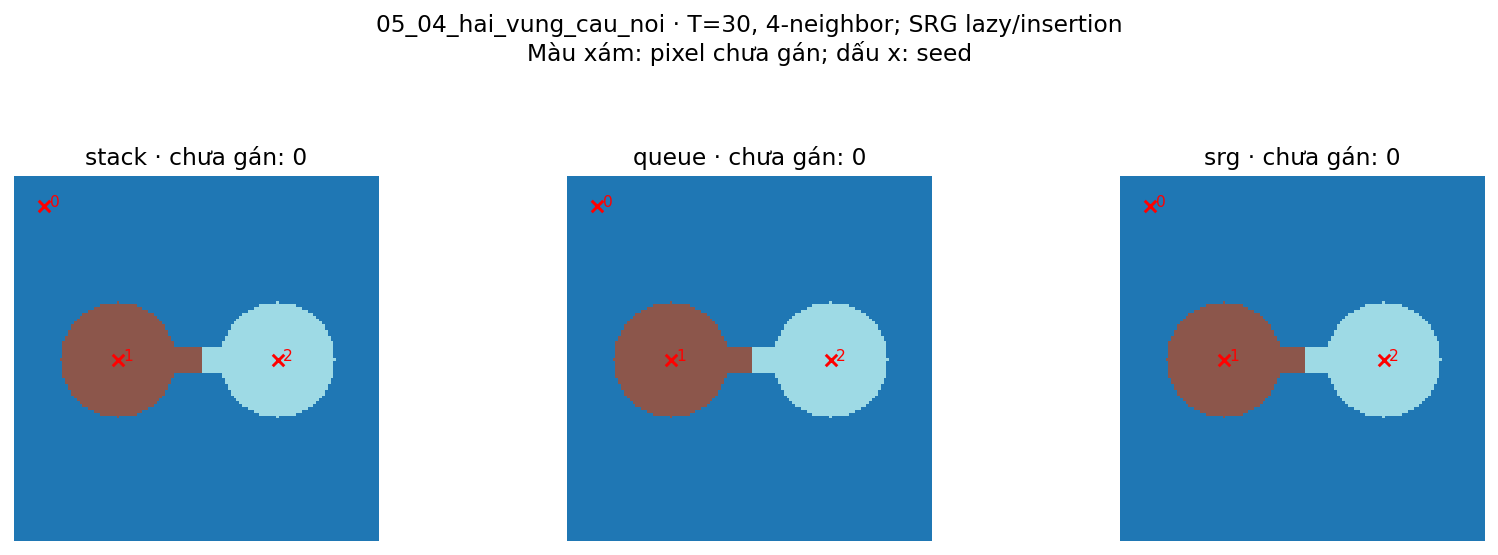 05_04_hai_vung_cau_noi · T=30, 4-neighbor; SRG lazy/insertion
Màu xám: pixel chưa gán; dấu x: seed
stack · chưa gán: 0
queue · chưa gán: 0
srg · chưa gán: 0
0
1
2
0
1
2
0
1
2